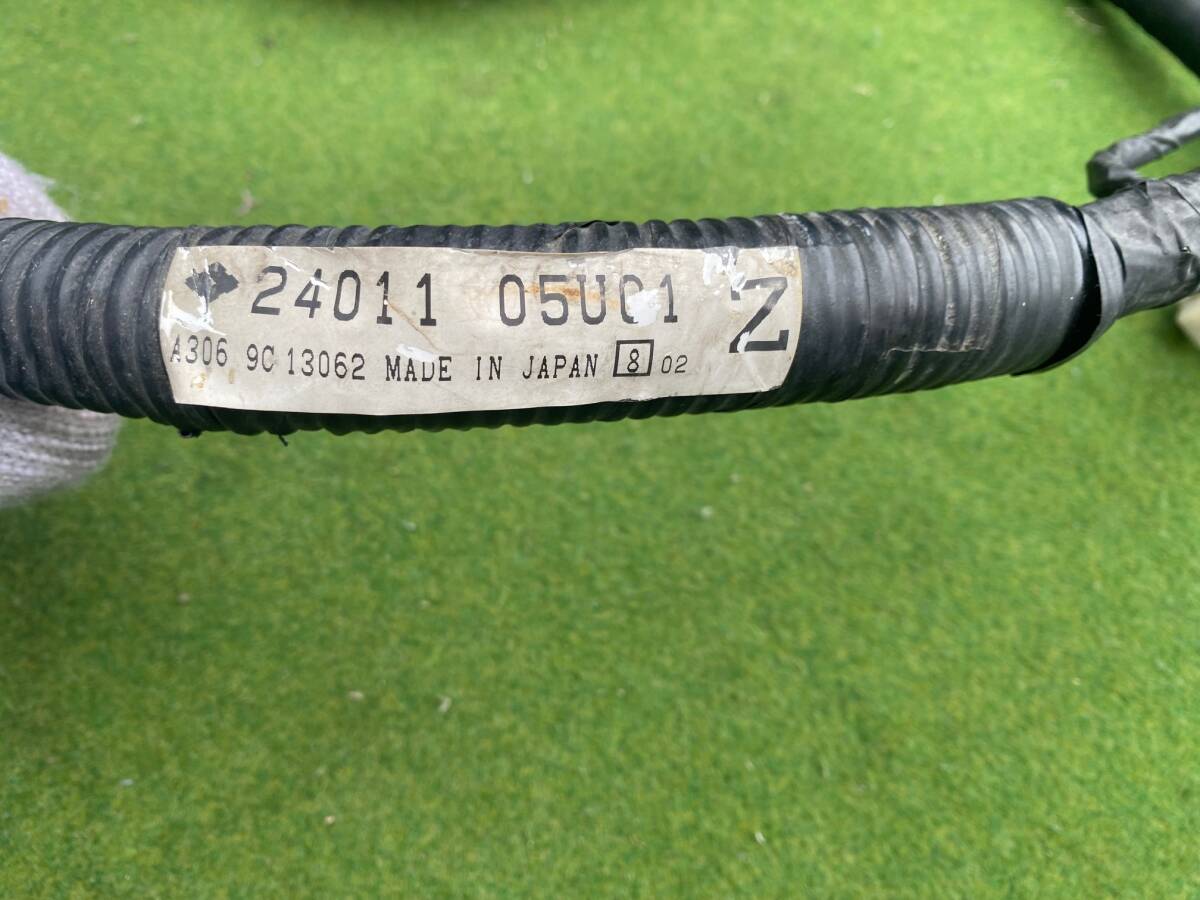 24011 05U01 Z
A306 9C 13062 MADE IN JAPAN 8 02